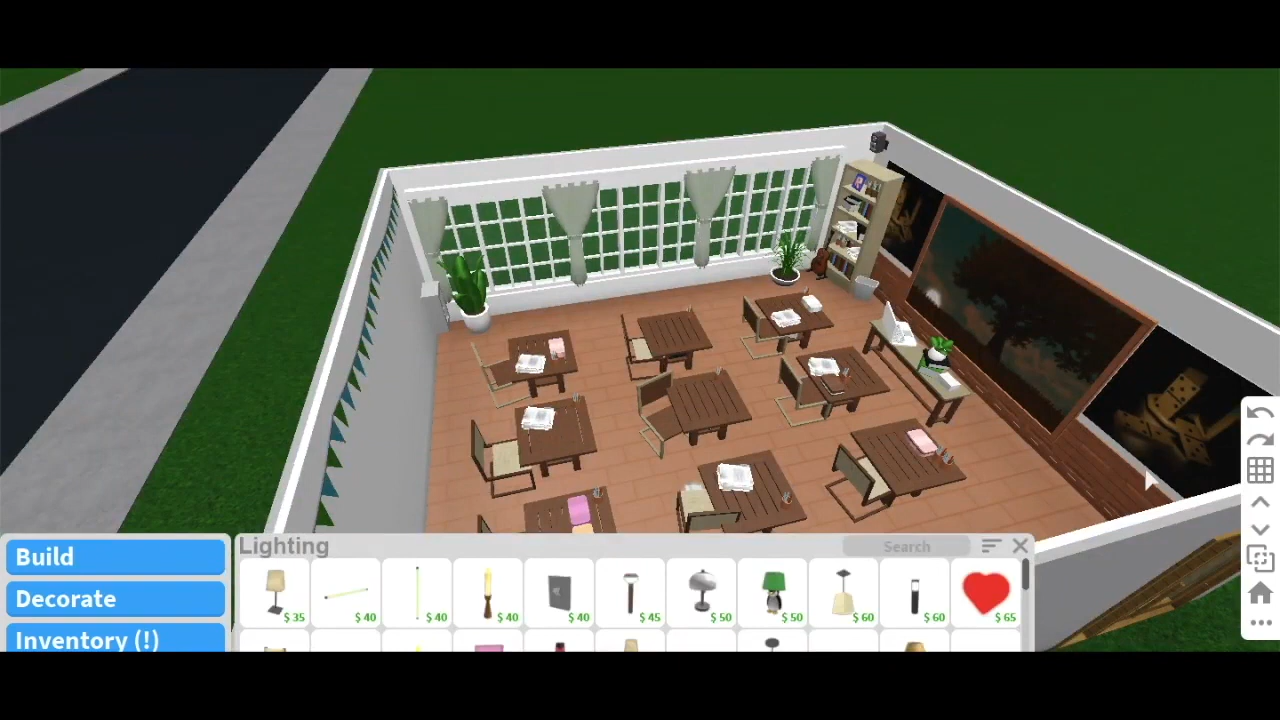 Build
Decorate
Inventory (!)
Lighting
Search
$ 35
$ 40
$ 40
$ 40
$ 40
$ 45
$ 50
$ 50
$ 60
$ 60
$ 65